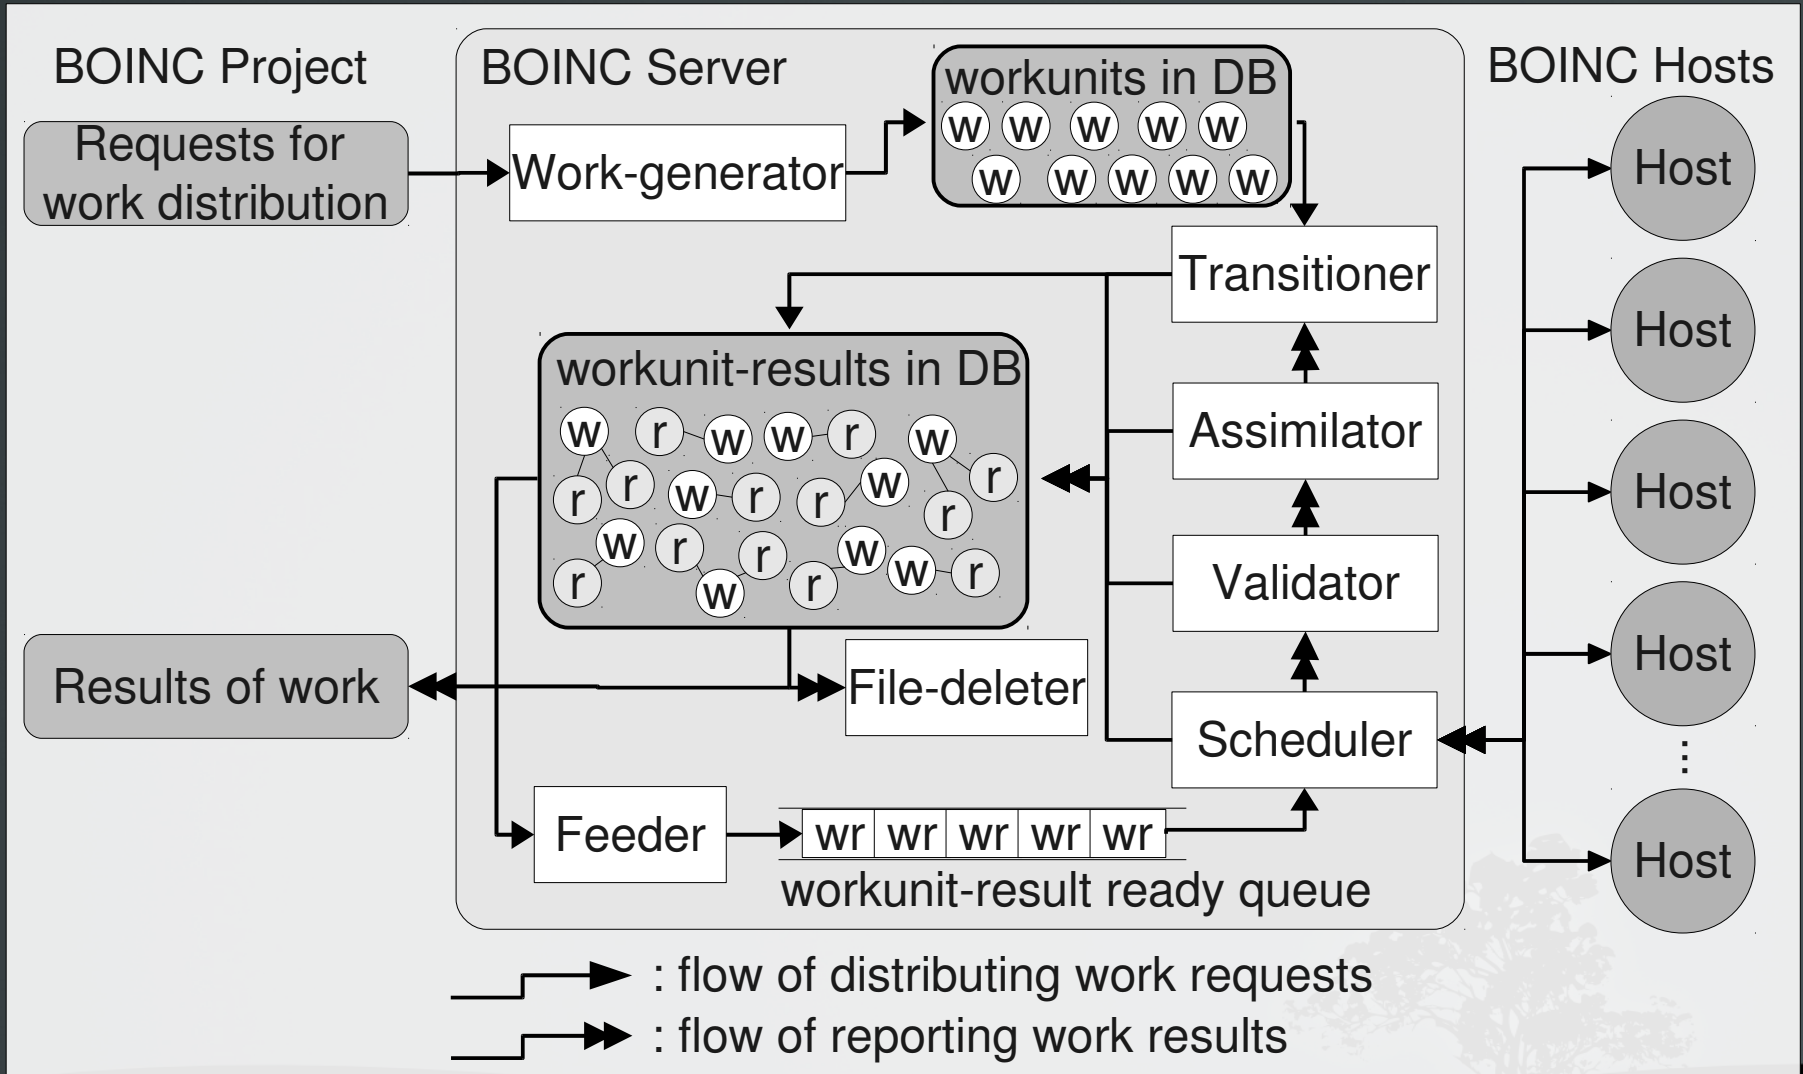 BOINC Project
BOINC Server
BOINC Hosts
Requests for
work distribution
Work-generator
workunits in DB
w w w w w
w w w w w
Transitioner
workunit-results in DB
w r w w r w
r r w r r w r r
w r r w w r
r w r
Assimilator
Validator
Results of work
File-deleter
Scheduler
Feeder
wr wr wr wr wr
workunit-result ready queue
Host
Host
Host
Host
⋮
Host
: flow of distributing work requests
: flow of reporting work results